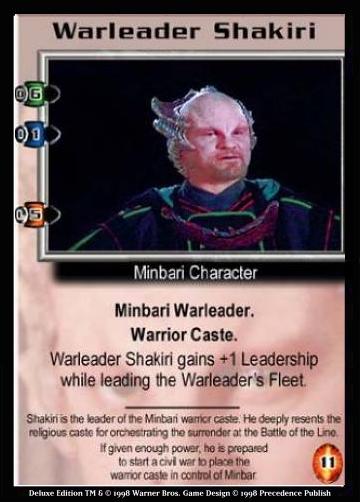 Warleader Shakiri
6
1
5
Minbari Character
Minbari Warleader.
Warrior Caste.
Warleader Shakiri gains +1 Leadership
while leading the Warleader's Fleet.
Shakiri is the leader of the Minbari warrior caste. He deeply resents the
religious caste for orchestrating the surrender at the Battle of the Line.
If given enough power, he is prepared
to start a civil war to place the
warrior caste in control of Minbar.
11
Deluxe Edition TM & © 1998 Warner Bros. Game Design © 1998 Precedence Publish